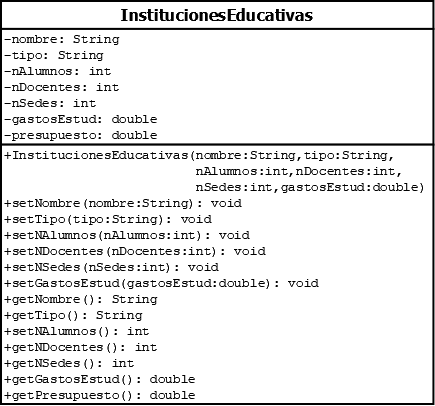 InstitucionesEducativas
-nombre: String
-tipo: String
-nAlumnos: int
-nDocentes: int
-nSedes: int
-gastosEstud: double
-presupuesto: double
+InstitucionesEducativas(nombre:String,tipo:String,
nAlumno:int,nDocentes:int,
nSedes:int,gastosEstud:double)
+setNombre(nombre:String): void
+setTipo(tipo:String): void
+setNAlumnos(nAlumno:int): void
+setNDocentes(nDocentes:int): void
+setNSedes(nSedes:int): void
+setGastosEstud(gastosEstud:double): void
+getNombre(): String
+getTipo(): String
+setNAlumnos(): int
+getNDocentes(): int
+getNSedes(): int
+getGastosEstud(): double
+getPresupuesto(): double